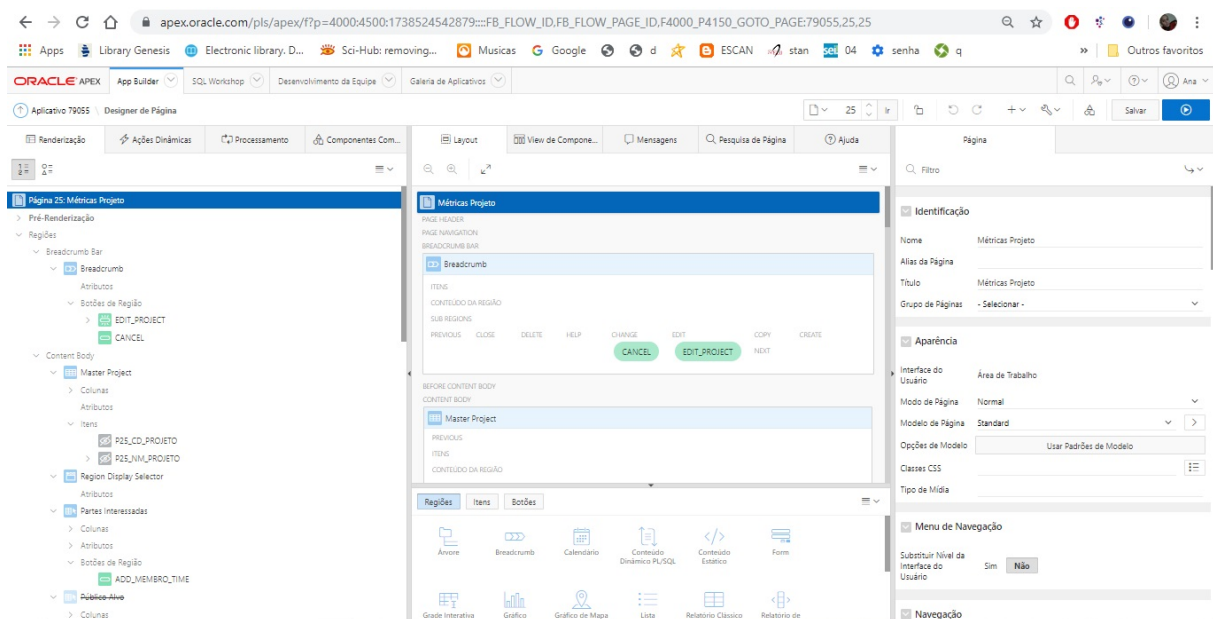 apex.oracle.com/pls/apex/f?p=4000:4500:1738524542879::::FB_FLOW_ID,FB_FLOW_PAGE_ID,F4000_P4150_GOTO_PAGE:79055,25,25
Apps Library Genesis Electronic library. D... Sci-Hub: removing... Musicas Google d ESCAN stan sei 04 senha q » Outros favoritos
ORACLE APEX App Builder SQL Workshop Desenvolvimento da Equipe Galeria de Aplicativos Ana
Aplicativo 79055 \ Designer de Página 25 Ir Salvar
Renderização Ações Dinâmicas Processamento Componentes Com... Layout View de Compone... Mensagens Pesquisa de Página Ajuda Página
Filtro
Página 25: Métricas Projeto
Pré-Renderização
Regiões
Breadcrumb Bar
Breadcrumb
Atributos
Botões de Região
EDIT_PROJECT
CANCEL
Content Body
Master Project
Colunas
Atributos
Itens
P25_CD_PROJETO
P25_NM_PROJETO
Region Display Selector
Atributos
Partes Interessadas
Colunas
Atributos
Botões de Região
ADD_MEMBRO_TIME
Público Alvo
Colunas
Métricas Projeto
PAGE HEADER
PAGE NAVIGATION
BREADCRUMB BAR
Breadcrumb
ITENS
CONTEÚDO DA REGIÃO
SUB REGIONS
PREVIOUS CLOSE DELETE HELP CHANGE EDIT COPY CREATE
CANCEL EDIT_PROJECT NEXT
BEFORE CONTENT BODY
CONTENT BODY
Master Project
PREVIOUS
ITENS
CONTEÚDO DA REGIÃO
Regiões Itens Botões
Árvore Breadcrumb Calendário Conteúdo Dinâmico PL/SQL Conteúdo Estático Form
Grade Interativa Gráfico Gráfico de Mapa Lista Relatório Clássico Relatório de
Identificação
Nome Métricas Projeto
Alias da Página
Título Métricas Projeto
Grupo de Páginas - Selecionar -
Aparência
Interface do Usuário Área de Trabalho
Modo de Página Normal
Modelo de Página Standard
Opções de Modelo Usar Padrões de Modelo
Classes CSS
Tipo de Mídia
Menu de Navegação
Substituir Nível da Interface do Usuário Sim Não
Navegação